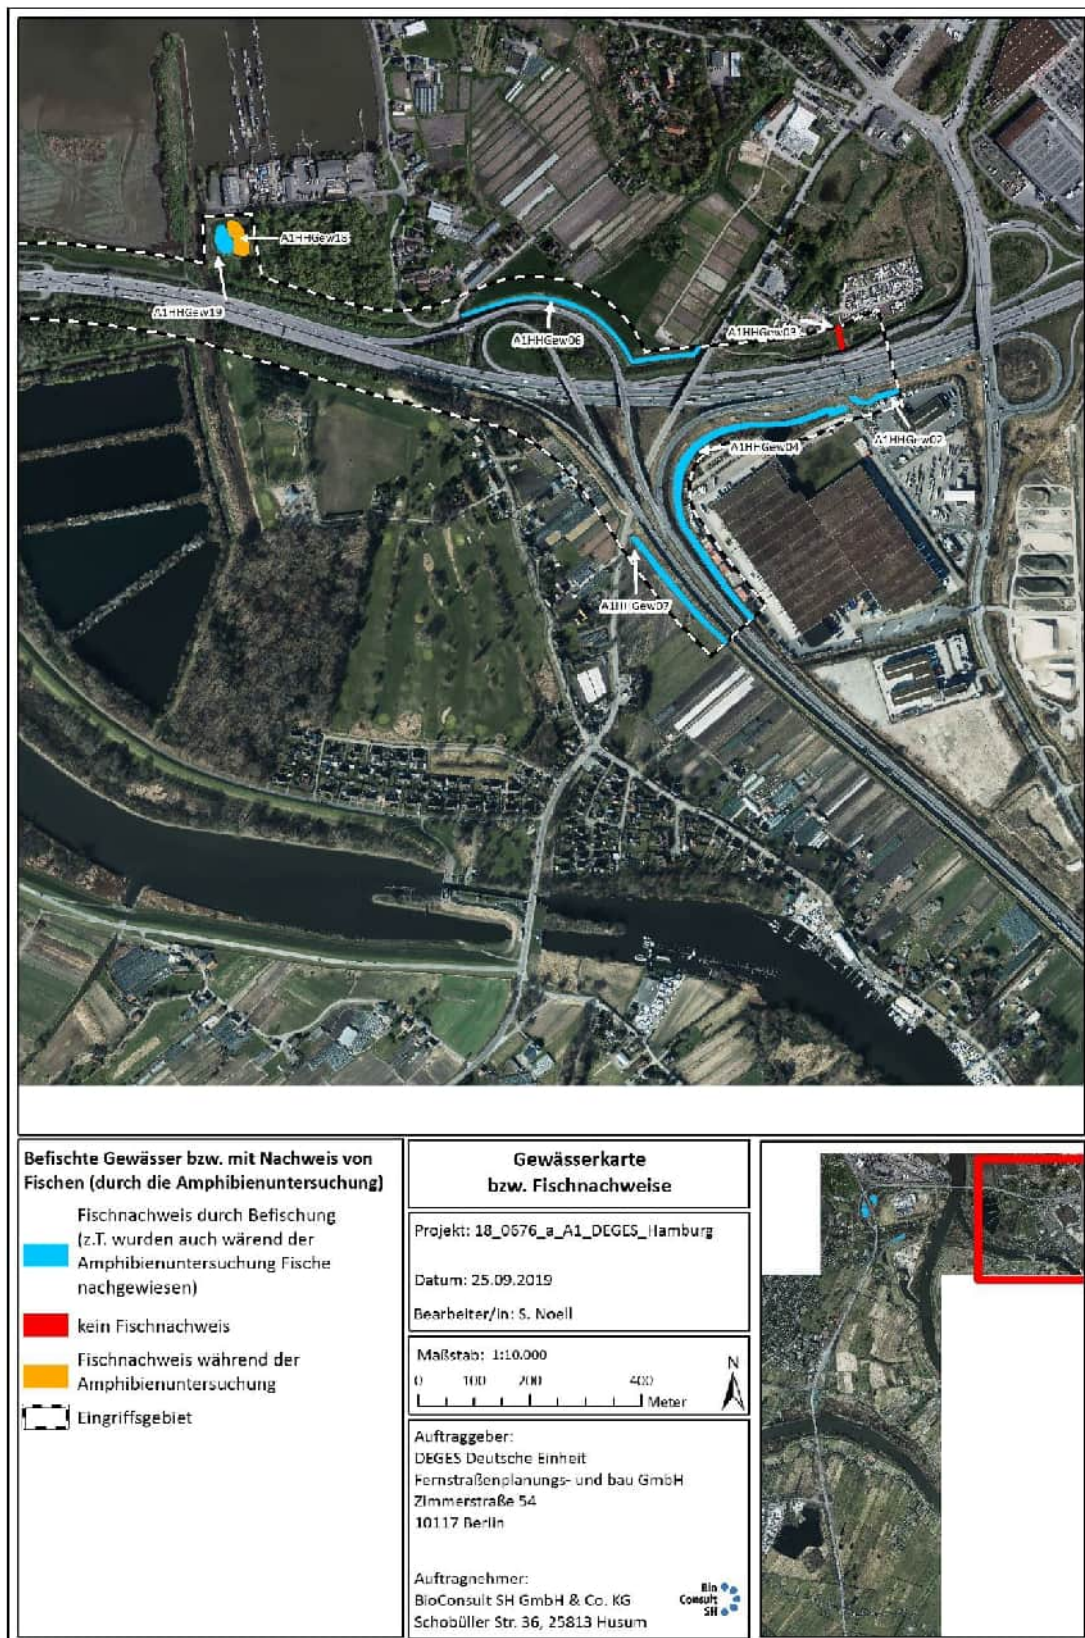 A1HHGew18
A1HHGew19
A1HHGew06
A1HHGew03
A1HHGew04
A1HHGew02
A1HHGew07
Befischte Gewässer bzw. mit Nachweis von
Fischen (durch die Amphibienuntersuchung)
Fischnachweis durch Befischung
(z.T. wurden auch wärend der
Amphibienuntersuchung Fische
nachgewiesen)
kein Fischnachweis
Fischnachweis während der
Amphibienuntersuchung
Eingriffsgebiet
Gewässerkarte
bzw. Fischnachweise
Projekt: 18_0676_a_A1_DEGES_Hamburg
Datum: 25.09.2019
Bearbeiter/in: S. Noell
Maßstab: 1:10.000
0 100 200 400
Meter
N
Auftraggeber:
DEGES Deutsche Einheit
Fernstraßenplanungs- und bau GmbH
Zimmerstraße 54
10117 Berlin
Auftragnehmer:
BioConsult SH GmbH & Co. KG
Schobüller Str. 36, 25813 Husum
Bio
Consult
SH